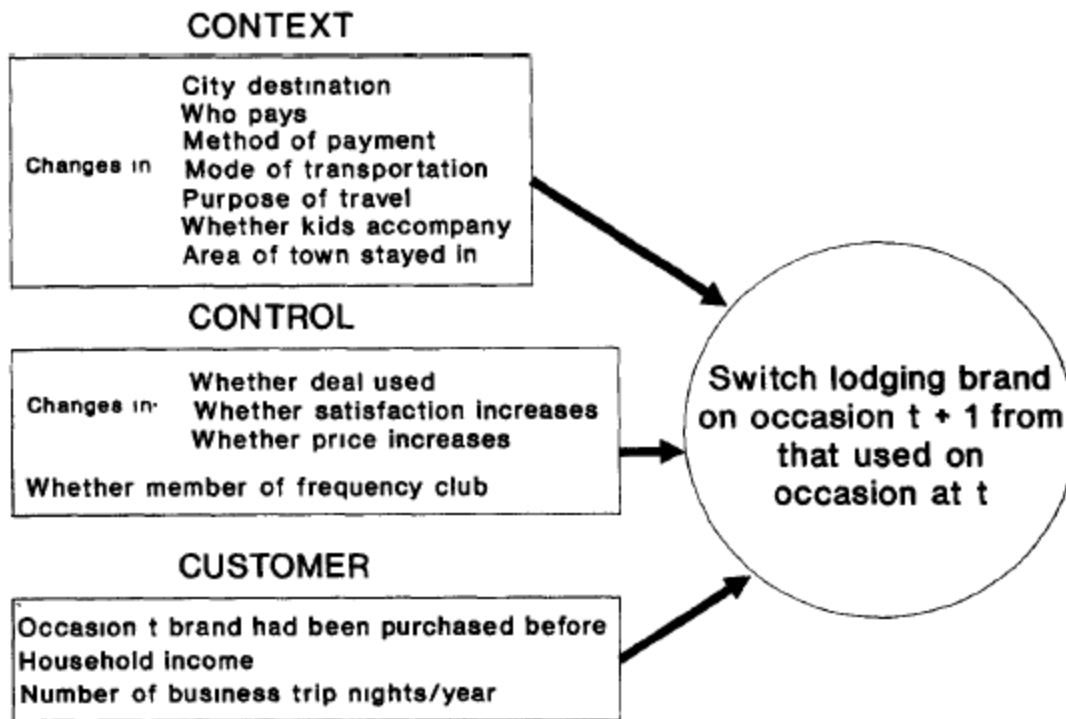 CONTEXT
City destination
Who pays
Method of payment
Changes in
Mode of transportation
Purpose of travel
Whether kids accompany
Area of town stayed in
CONTROL
Whether deal used
Changes in
Whether satisfaction increases
Whether price increases
Whether member of frequency club
CUSTOMER
Occasion t brand had been purchased before
Household income
Number of business trip nights/year
Switch lodging brand
on occasion t + 1 from
that used on
occasion at t